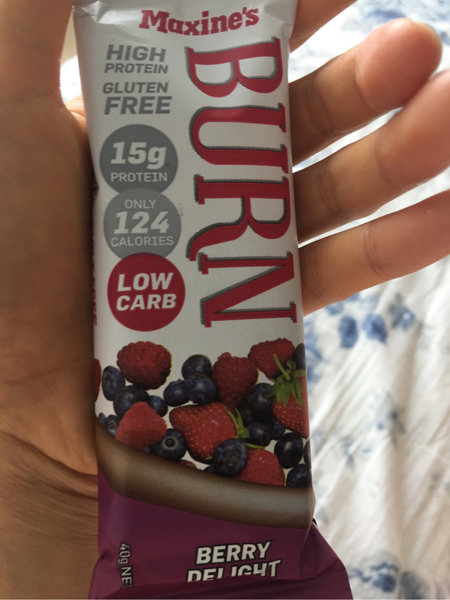 Maxine's
BURN
HIGH
PROTEIN
GLUTEN
FREE
15g
PROTEIN
ONLY
124
CALORIES
LOW
CARB
BERRY
DELIGHT
40g NE